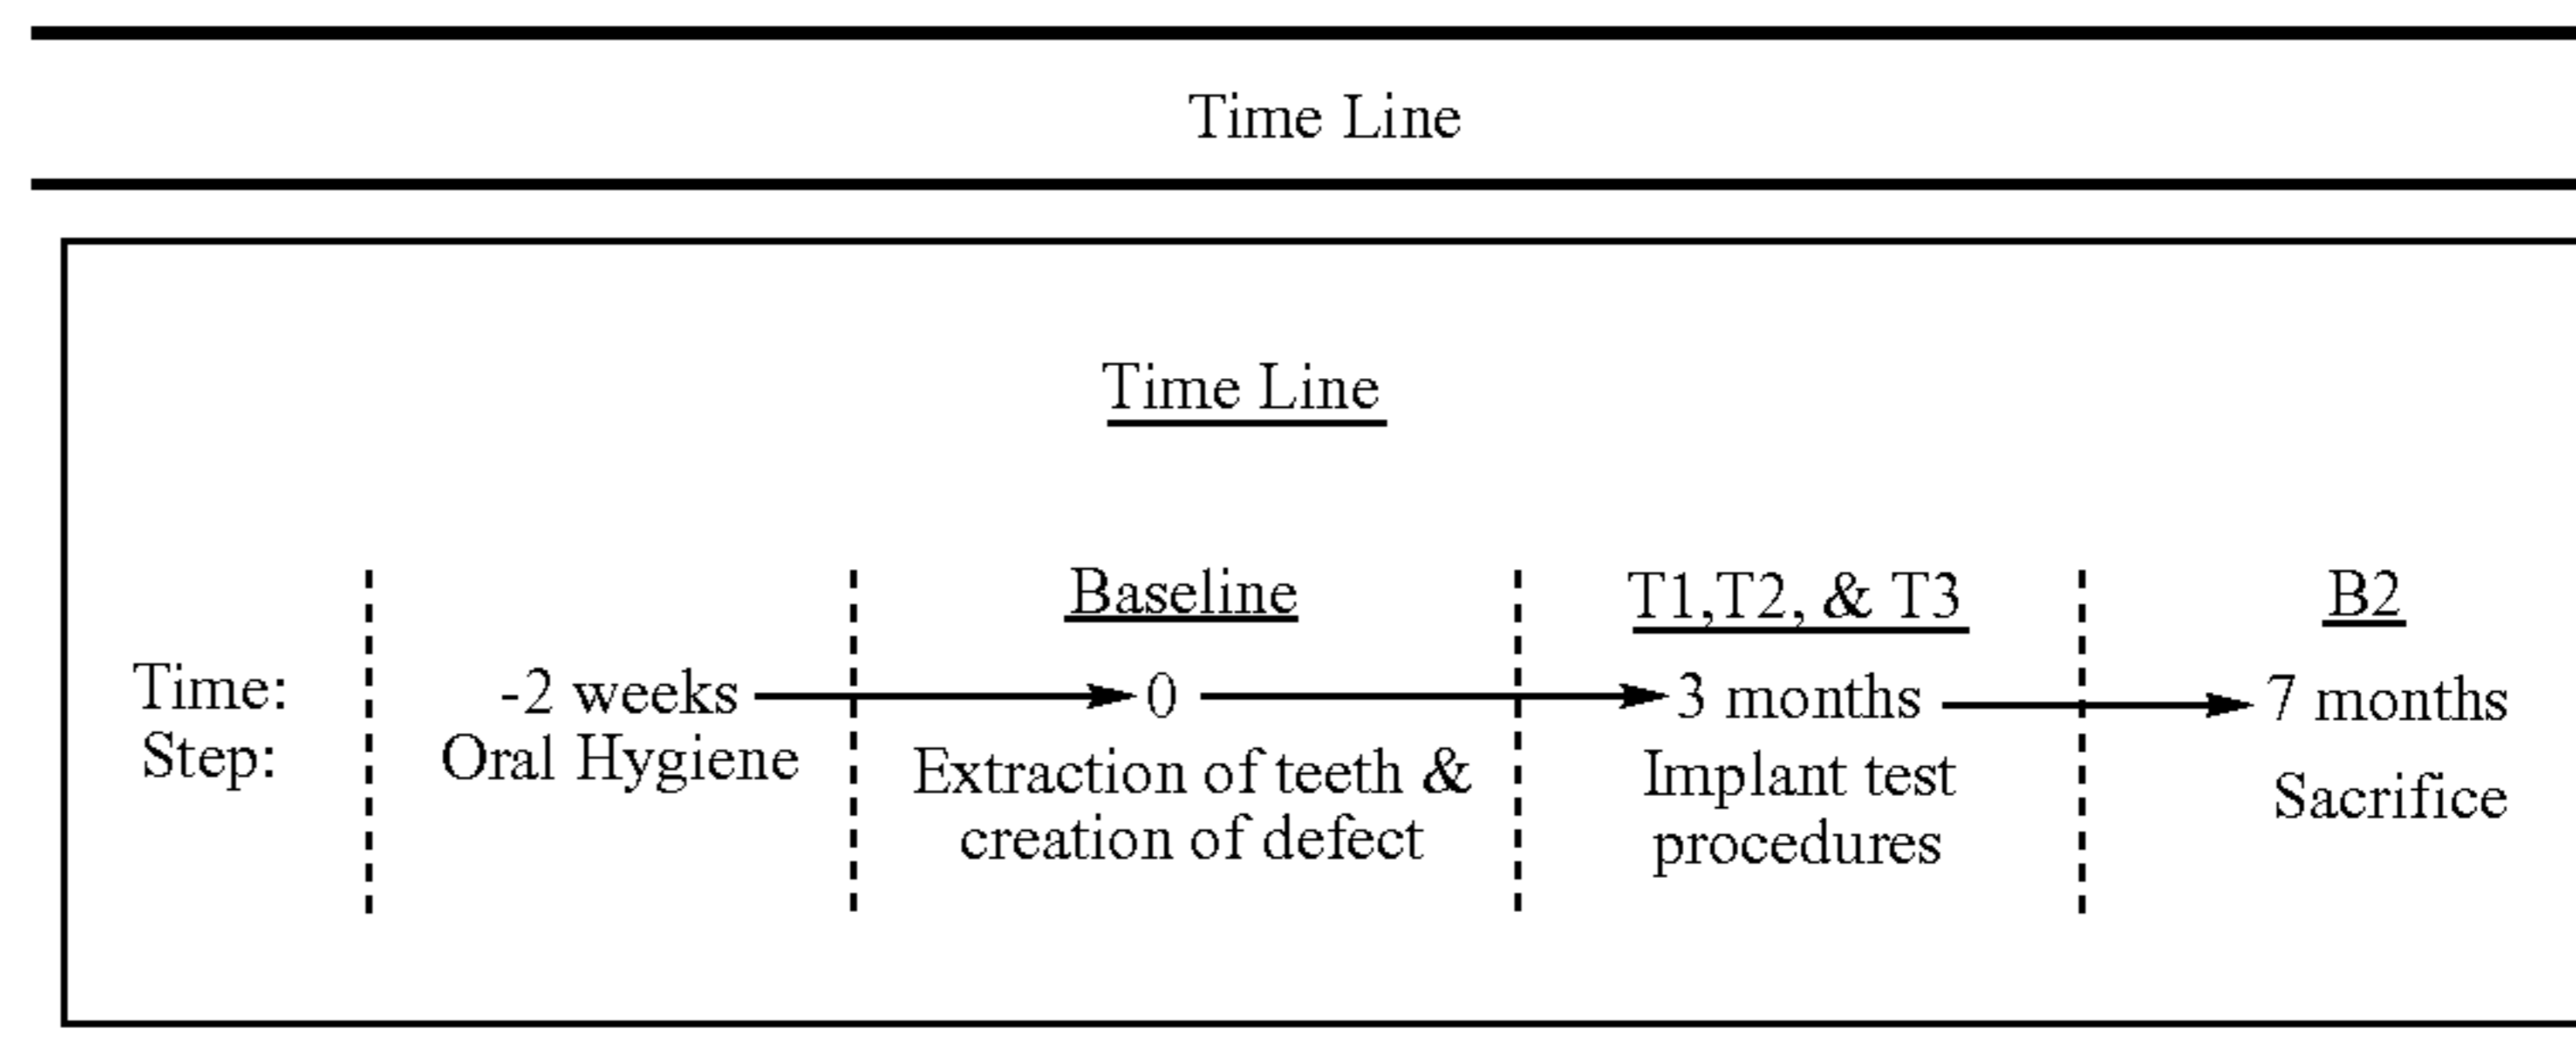 Time Line
Time Line
Baseline
T1,T2, & T3
B2
Time:
-2 weeks
0
3 months
7 months
Step:
Oral Hygiene
Extraction of teeth &
creation of defect
Implant test
procedures
Sacrifice